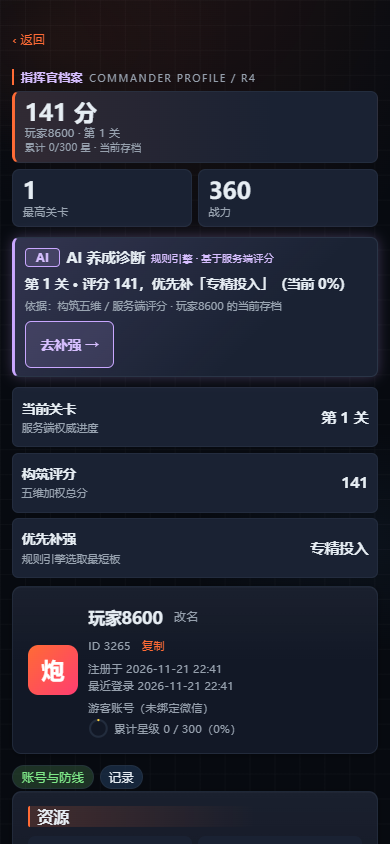 ‹ 返回
指挥官档案 COMMANDER PROFILE / R4
141 分
玩家8600 · 第 1 关
累计 0/300 星 · 当前存档
1
最高关卡
360
战力
AI AI 养成诊断 规则引擎 · 基于服务端评分
第 1 关 • 评分 141，优先补「专精投入」（当前 0%）
依据：构筑五维 / 服务端评分 · 玩家8600 的当前存档
去补强 →
当前关卡
服务端权威进度
第 1 关
构筑评分
五维加权总分
141
优先补强
规则引擎选取最短板
专精投入
炮
玩家8600 改名
ID 3265 复制
注册于 2026-11-21 22:41
最近登录 2026-11-21 22:41
游客账号（未绑定微信）
累计星级 0 / 300（0%）
账号与防线 记录
资源